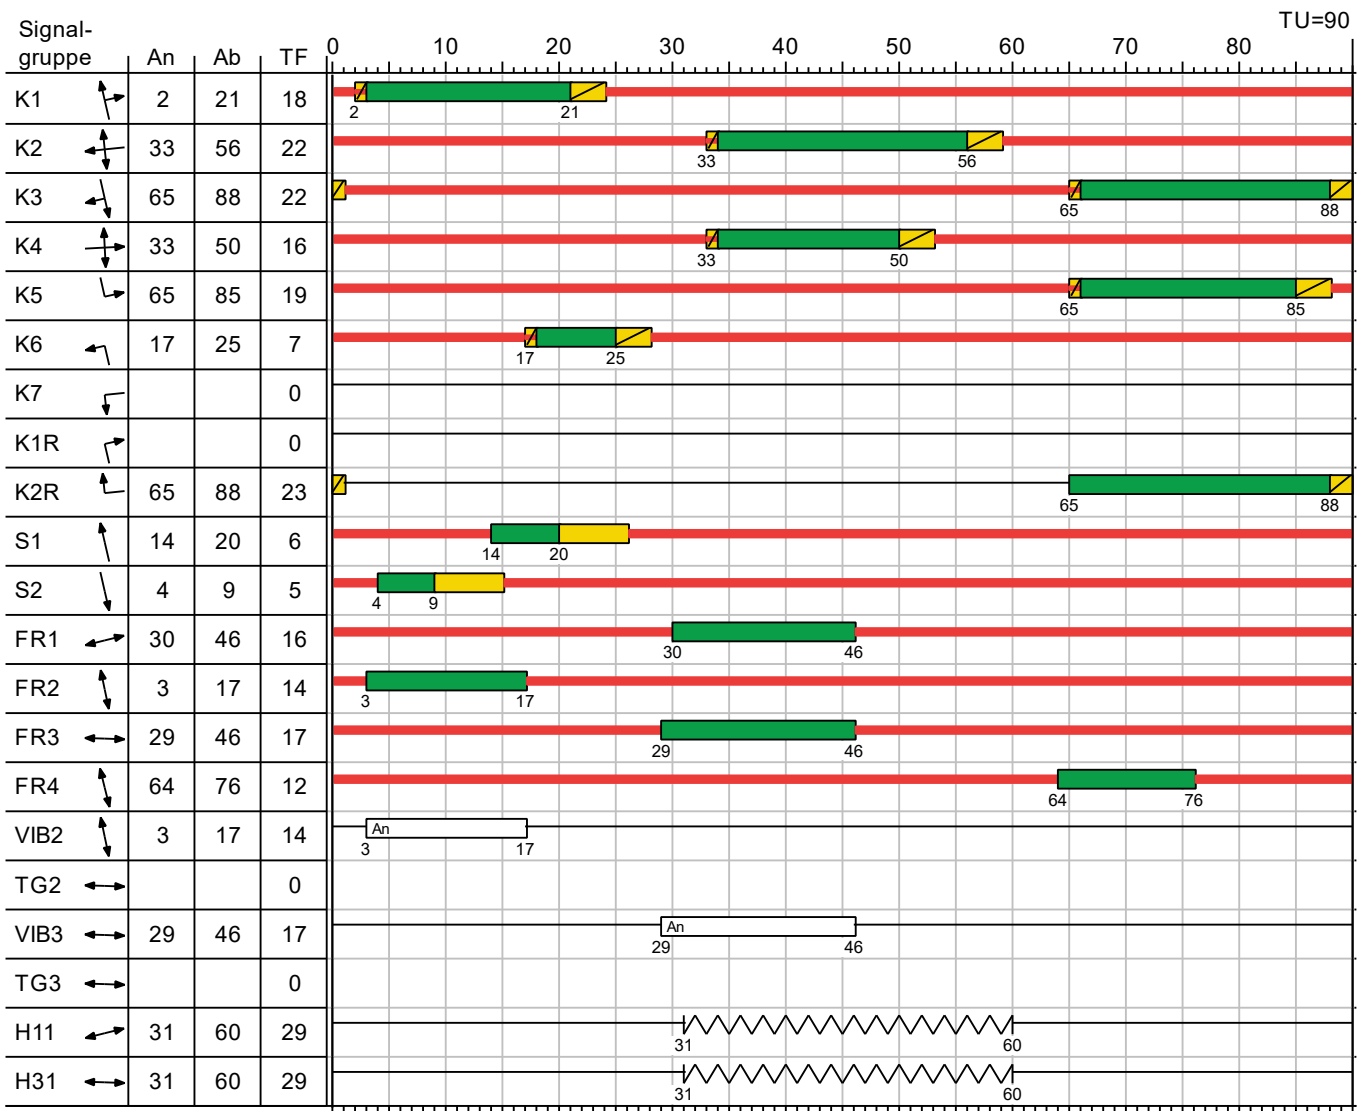 TU=90
Signal-
gruppe An Ab TF 0 10 20 30 40 50 60 70 80
K1 2 21 18
2 21
K2 33 56 22
33 56
K3 65 88 22
65 88
K4 33 50 16
33 50
K5 65 85 19
65 85
K6 17 25 7
17 25
K7 0
K1R 0
K2R 65 88 23
65 88
S1 14 20 6
14 20
S2 4 9 5
4 9
FR1 30 46 16
30 46
FR2 3 17 14
3 17
FR3 29 46 17
29 46
FR4 64 76 12
64 76
VIB2 3 17 14 An
3 17
TG2 0
VIB3 29 46 17 An
29 46
TG3 0
H11 31 60 29
31 60
H31 31 60 29
31 60